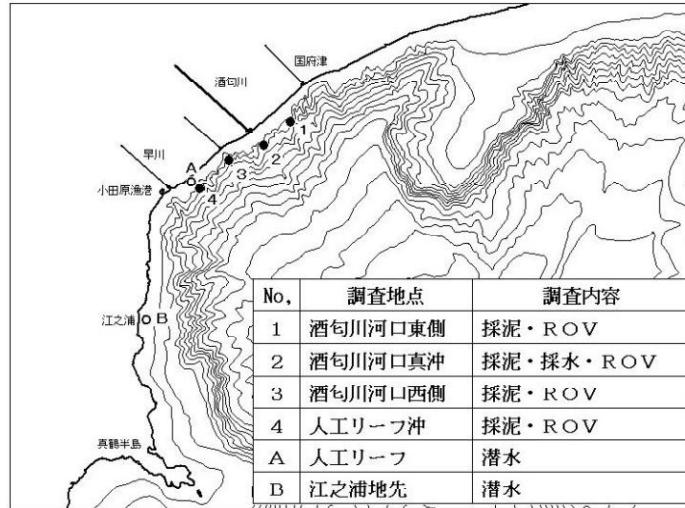 国府津
酒匂川
1
2
早川
3
A
小田原漁港
4
江之浦
B
真鶴半島
No, 調査地点 調査内容
1 酒匂川河口東側 採泥・ROV
2 酒匂川河口真沖 採泥・採水・ROV
3 酒匂川河口西側 採泥・ROV
4 人工リーフ沖 採泥・ROV
A 人工リーフ 潜水
B 江之浦地先 潜水